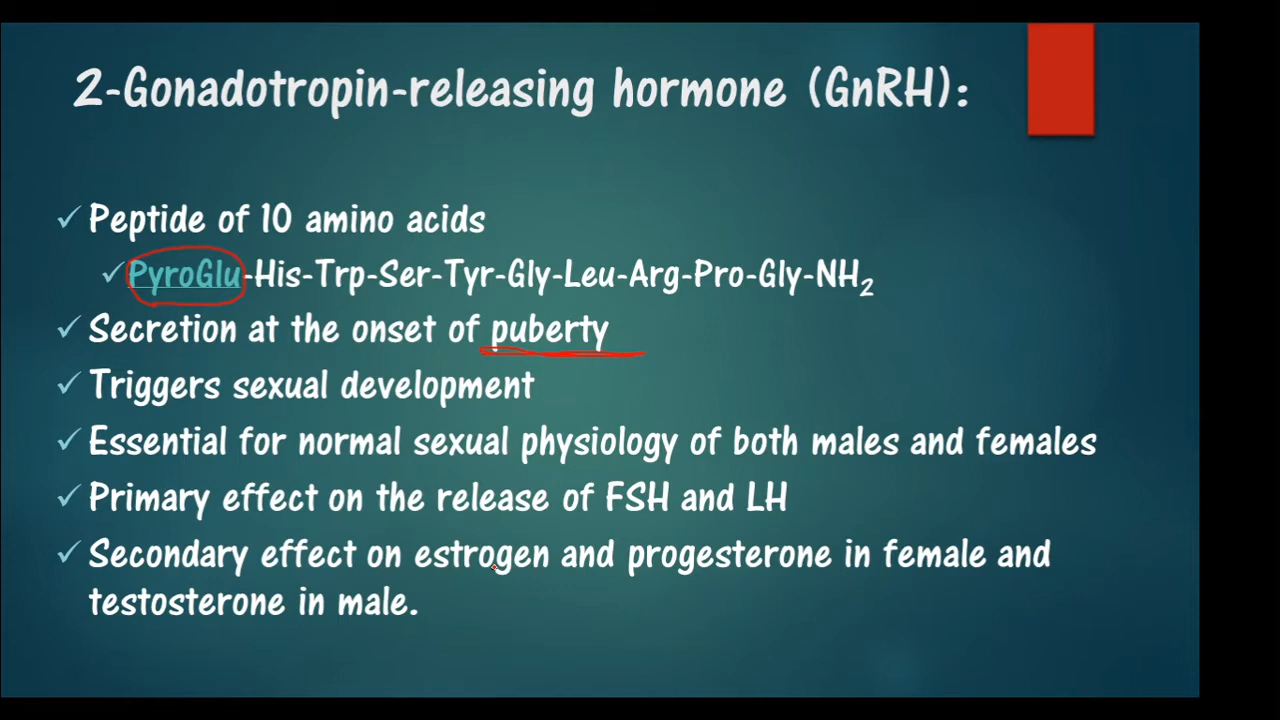 2-Gonadotropin-releasing hormone (GnRH):
✓ Peptide of 10 amino acids
✓ PyroGlu-His-Trp-Ser-Tyr-Gly-Leu-Arg-Pro-Gly-NH₂
✓ Secretion at the onset of puberty
✓ Triggers sexual development
✓ Essential for normal sexual physiology of both males and females
✓ Primary effect on the release of FSH and LH
✓ Secondary effect on estrogen and progesterone in female and
testosterone in male.